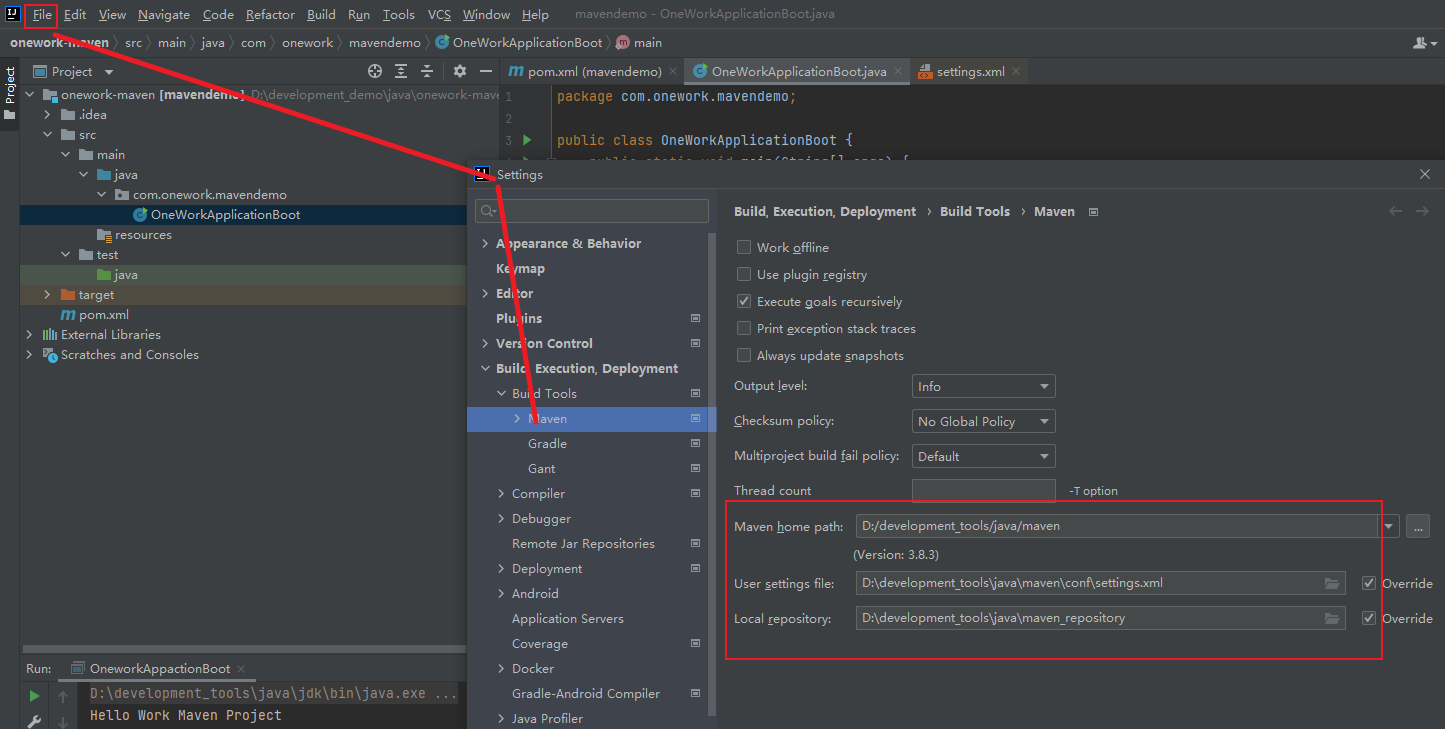 File Edit View Navigate Code Refactor Build Run Tools VCS Window Help mavendemo - OneWorkApplicationBoot.java
onework-maven src main java com onework mavendemo OneWorkApplicationBoot main
Project
Project
pom.xml (mavendemo) OneWorkApplicationBoot.java settings.xml
onework-maven [mavendemo] D:\development_demo\java\onework-mave
.idea
src
main
java
com.onework.mavendemo
OneWorkApplicationBoot
resources
test
java
target
pom.xml
External Libraries
Scratches and Consoles
1 package com.onework.mavendemo;
2
3 public class OneWorkApplicationBoot {
public static void main(String[] args) {
Settings
Appearance & Behavior
Keymap
Editor
Plugins
Version Control
Build, Execution, Deployment
Build Tools
Maven
Gradle
Gant
Compiler
Debugger
Remote Jar Repositories
Deployment
Android
Application Servers
Coverage
Docker
Gradle-Android Compiler
Java Profiler
Build, Execution, Deployment › Build Tools › Maven
Work offline
Use plugin registry
Execute goals recursively
Print exception stack traces
Always update snapshots
Output level: Info
Checksum policy: No Global Policy
Multiproject build fail policy: Default
Thread count -T option
Maven home path: D:/development_tools/java/maven ...
(Version: 3.8.3)
User settings file: D:\development_tools\java\maven\conf\settings.xml Override
Local repository: D:\development_tools\java\maven_repository Override
Run: OneworkAppactionBoot
D:\development_tools\java\jdk\bin\java.exe ...
Hello Work Maven Project